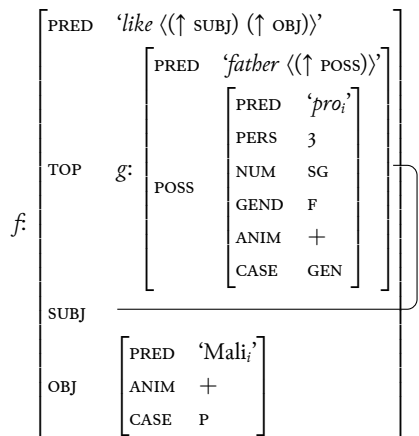 PRED ‘like ⟨(↑ SUBJ) (↑ OBJ)⟩’
PRED ‘father ⟨(↑ POSS)⟩’
PRED ‘proᵢ’
PERS 3
TOP g: NUM SG
POSS
GEND F
ANIM +
f:
CASE GEN
SUBJ
PRED ‘Maliᵢ’
OBJ ANIM +
CASE P